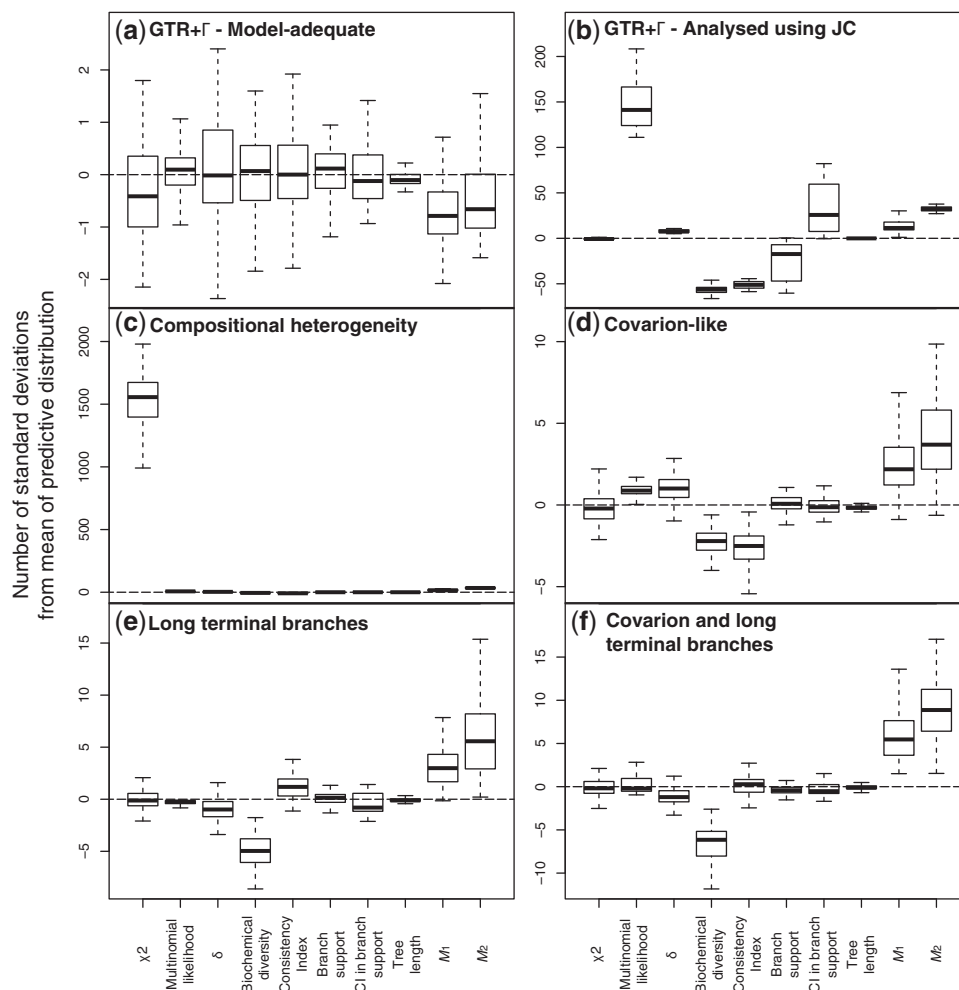 Number of standard deviations
from mean of predictive distribution
(a) GTR+Γ - Model-adequate
2
1
0
-1
-2
(b) GTR+Γ - Analysed using JC
200
150
100
50
0
-50
(c) Compositional heterogeneity
2000
1500
1000
500
0
(d) Covarion-like
10
5
0
-5
(e) Long terminal branches
15
10
5
0
-5
(f) Covarion and long
terminal branches
15
10
5
0
-5
-10
χ2
Multinomial
likelihood
δ
Biochemical
diversity
Consistency
Index
Branch
support
CI in branch
support
Tree
length
M1
M2
χ2
Multinomial
likelihood
δ
Biochemical
diversity
Consistency
Index
Branch
support
CI in branch
support
Tree
length
M1
M2